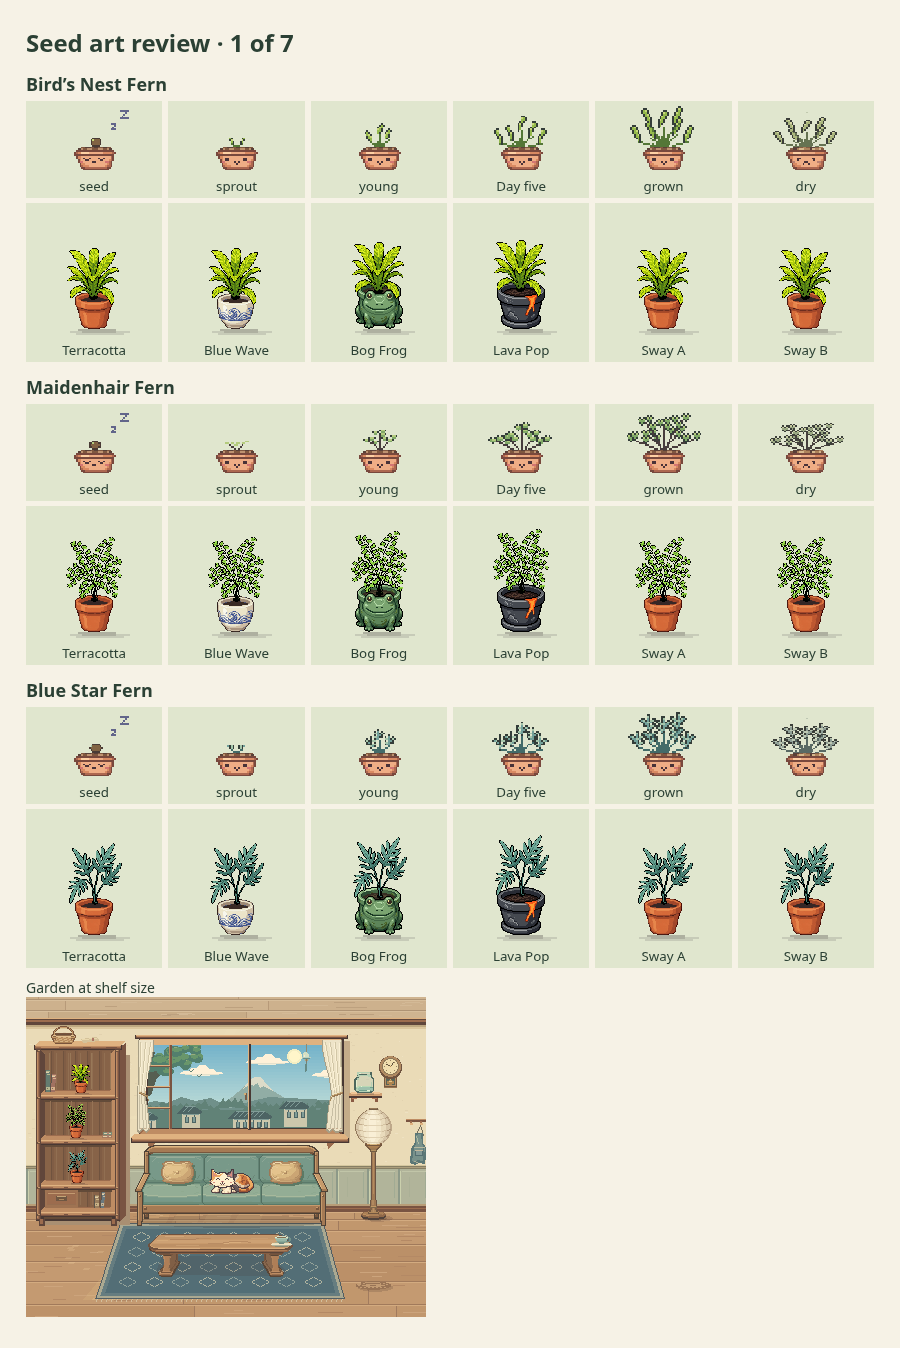 Seed art review · 1 of 7
Bird’s Nest Fern
Z
z
seed sprout young Day five grown dry
Terracotta Blue Wave Bog Frog Lava Pop Sway A Sway B
Maidenhair Fern
Z
z
seed sprout young Day five grown dry
Terracotta Blue Wave Bog Frog Lava Pop Sway A Sway B
Blue Star Fern
Z
z
seed sprout young Day five grown dry
Terracotta Blue Wave Bog Frog Lava Pop Sway A Sway B
Garden at shelf size